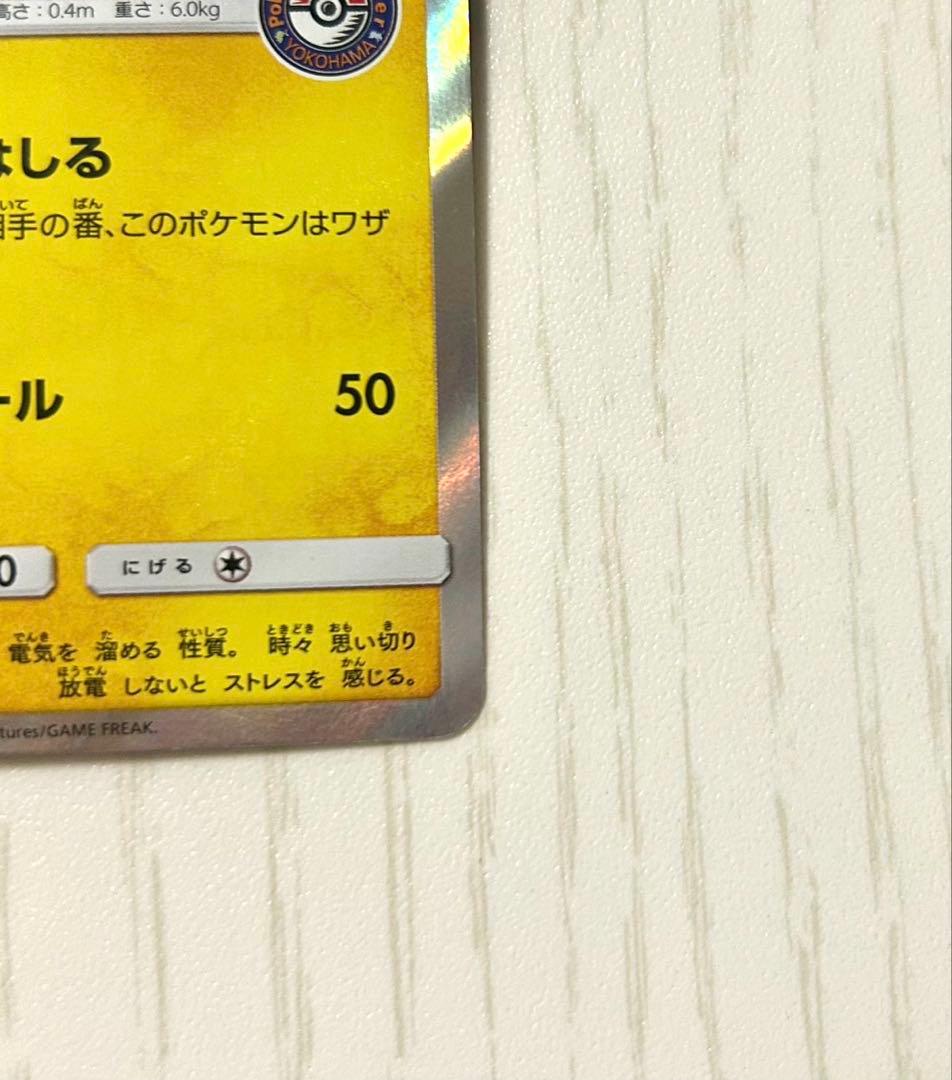 高さ：0.4m 重さ：6.0kg
YOKOHAMA
はしる
相手の番、このポケモンはワザ
ール 50
0 にげる
電気を 溜める 性質。 時々 思い切り
放電 しないと ストレスを 感じる。
tures/GAME FREAK.